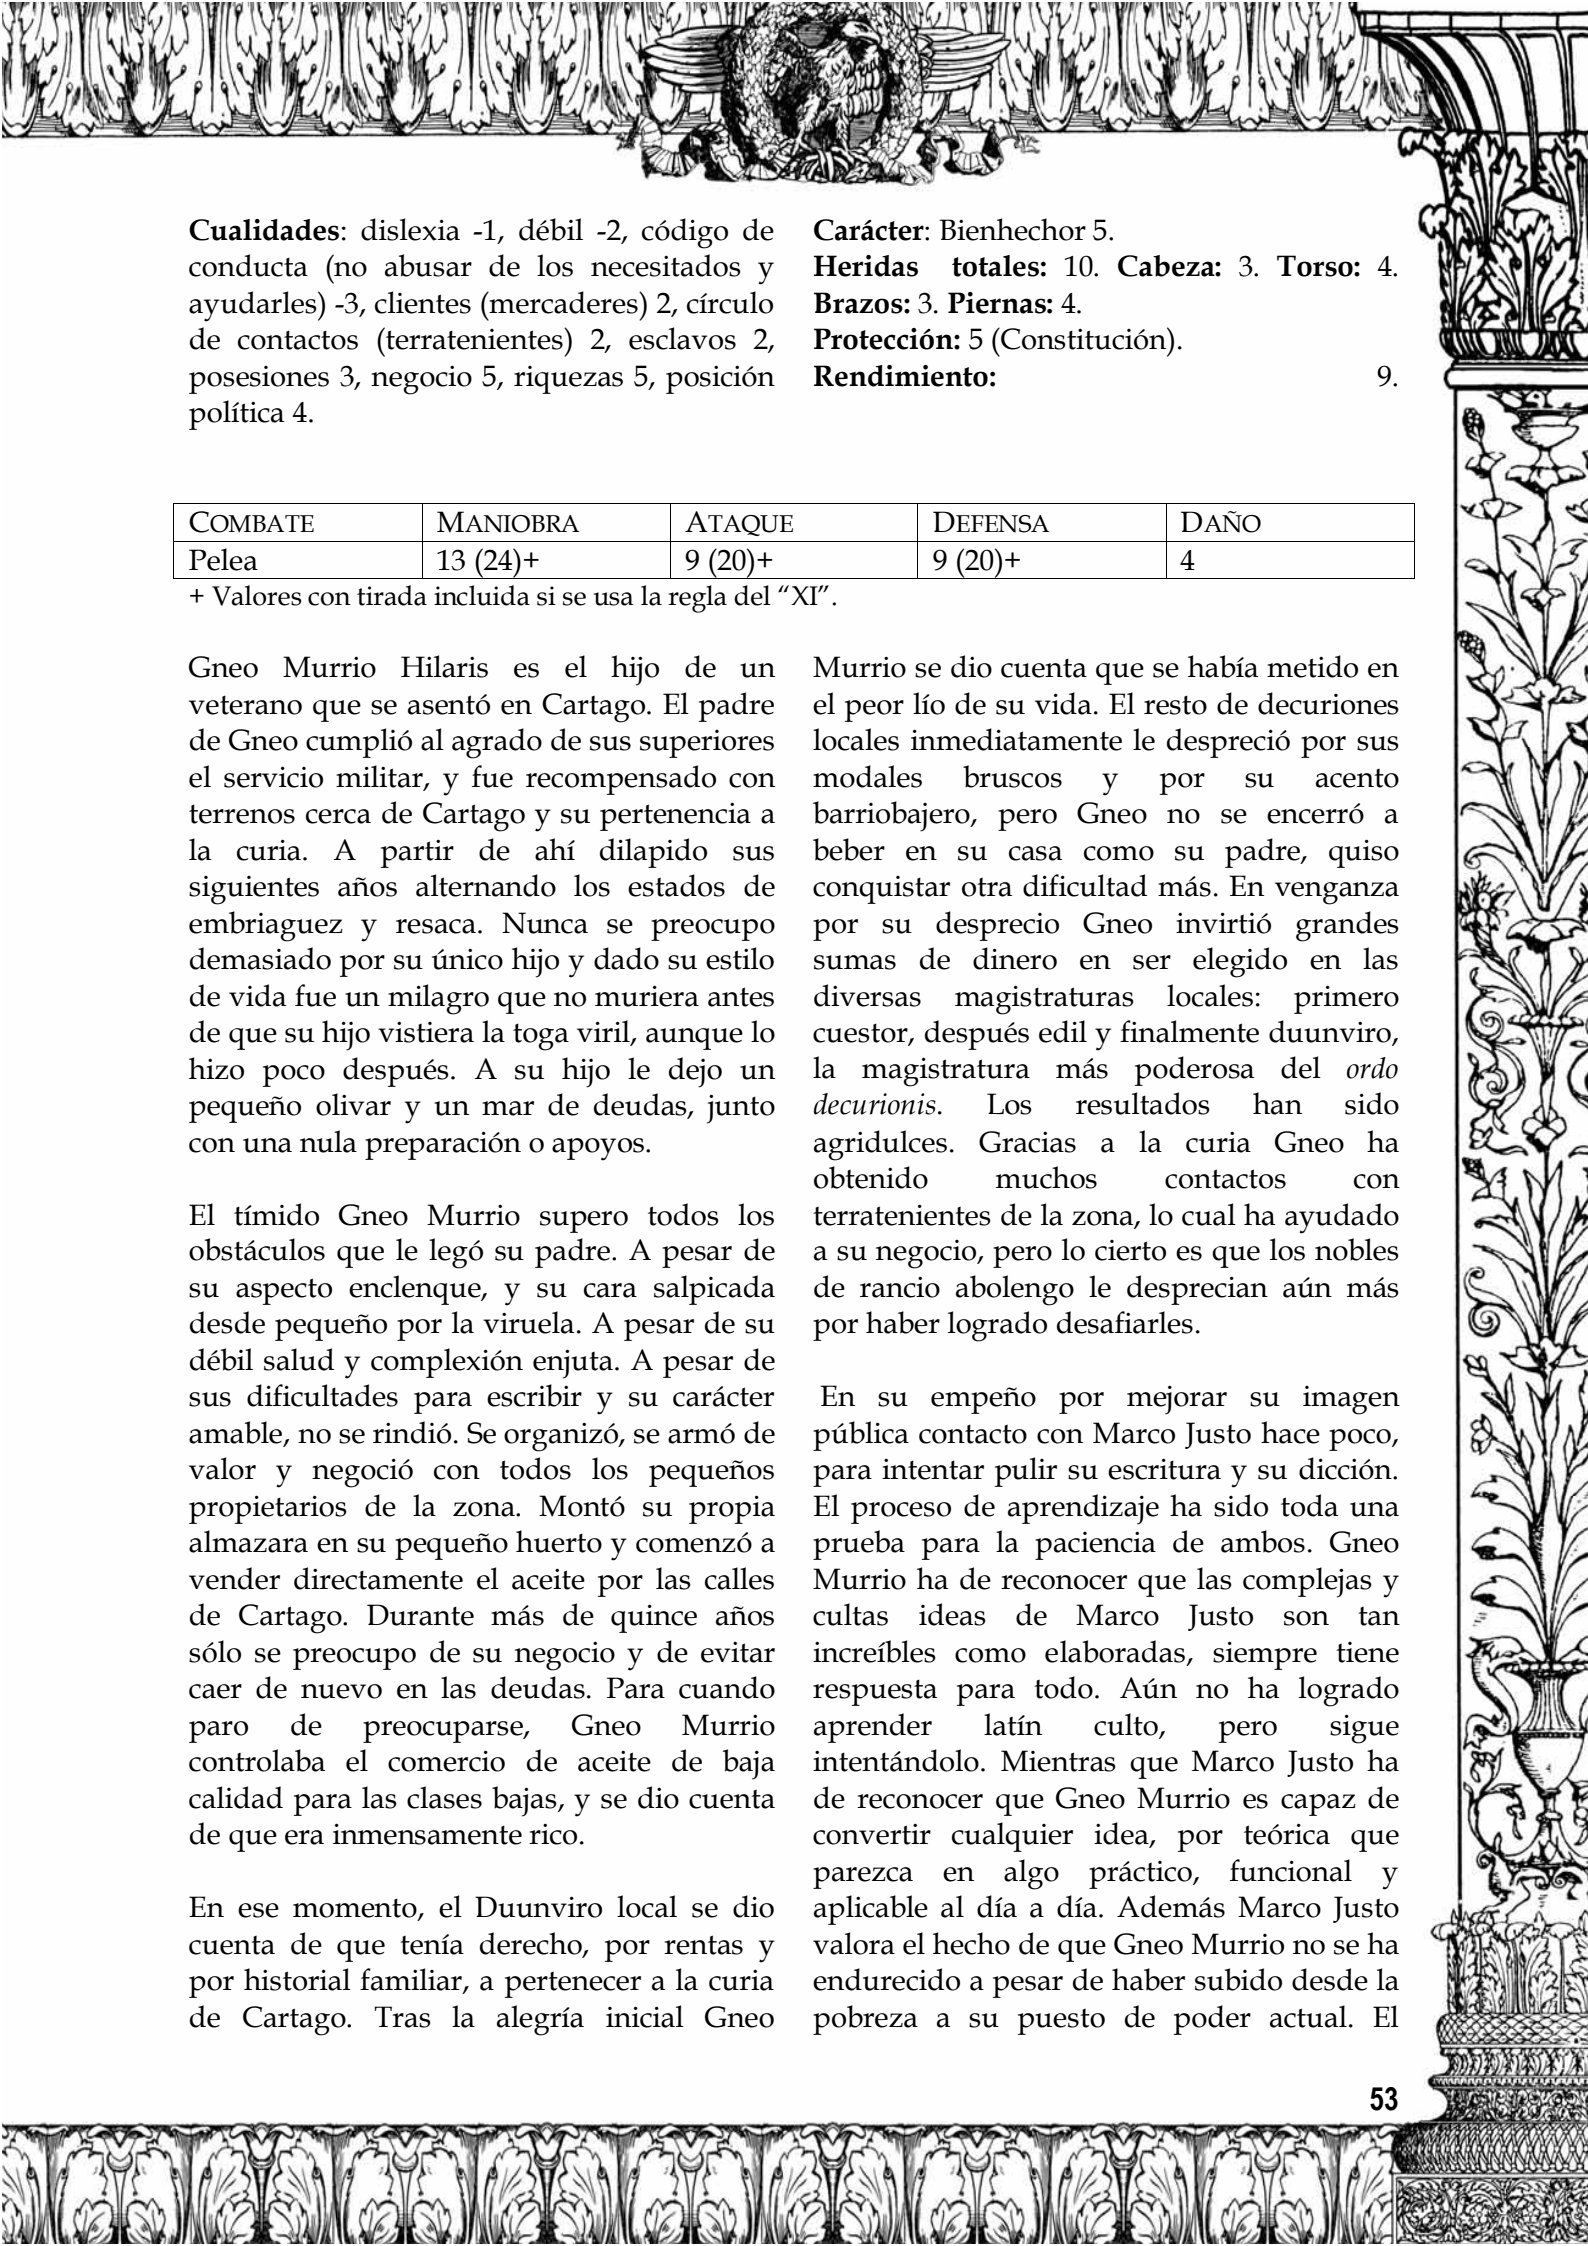 Cualidades: dislexia -1, débil -2, código de
conducta (no abusar de los necesitados y
ayudarles) -3, clientes (mercaderes) 2, círculo
de contactos (terratenientes) 2, esclavos 2,
posesiones 3, negocio 5, riquezas 5, posición
política 4.
Carácter: Bienhechor 5.
Heridas totales: 10. Cabeza: 3. Torso: 4.
Brazos: 3. Piernas: 4.
Protección: 5 (Constitución).
Rendimiento: 9.
COMBATE MANIOBRA ATAQUE DEFENSA DAÑO
Pelea 13 (24)+ 9 (20)+ 9 (20)+ 4
+ Valores con tirada incluida si se usa la regla del “XI”.
Gneo Murrio Hilaris es el hijo de un
veterano que se asentó en Cartago. El padre
de Gneo cumplió al agrado de sus superiores
el servicio militar, y fue recompensado con
terrenos cerca de Cartago y su pertenencia a
la curia. A partir de ahí dilapido sus
siguientes años alternando los estados de
embriaguez y resaca. Nunca se preocupo
demasiado por su único hijo y dado su estilo
de vida fue un milagro que no muriera antes
de que su hijo vistiera la toga viril, aunque lo
hizo poco después. A su hijo le dejo un
pequeño olivar y un mar de deudas, junto
con una nula preparación o apoyos.
El tímido Gneo Murrio supero todos los
obstáculos que le legó su padre. A pesar de
su aspecto enclenque, y su cara salpicada
desde pequeño por la viruela. A pesar de su
débil salud y complexión enjuta. A pesar de
sus dificultades para escribir y su carácter
amable, no se rindió. Se organizó, se armó de
valor y negoció con todos los pequeños
propietarios de la zona. Montó su propia
almazara en su pequeño huerto y comenzó a
vender directamente el aceite por las calles
de Cartago. Durante más de quince años
sólo se preocupo de su negocio y de evitar
caer de nuevo en las deudas. Para cuando
paro de preocuparse, Gneo Murrio
controlaba el comercio de aceite de baja
calidad para las clases bajas, y se dio cuenta
de que era inmensamente rico.
En ese momento, el Duunviro local se dio
cuenta de que tenía derecho, por rentas y
por historial familiar, a pertenecer a la curia
de Cartago. Tras la alegría inicial Gneo
Murrio se dio cuenta que se había metido en
el peor lío de su vida. El resto de decuriones
locales inmediatamente le despreció por sus
modales bruscos y por su acento
barriobajero, pero Gneo no se encerró a
beber en su casa como su padre, quiso
conquistar otra dificultad más. En venganza
por su desprecio Gneo invirtió grandes
sumas de dinero en ser elegido en las
diversas magistraturas locales: primero
cuestor, después edil y finalmente duunviro,
la magistratura más poderosa del ordo
decurionis. Los resultados han sido
agridulces. Gracias a la curia Gneo ha
obtenido muchos contactos con
terratenientes de la zona, lo cual ha ayudado
a su negocio, pero lo cierto es que los nobles
de rancio abolengo le desprecian aún más
por haber logrado desafiarles.
En su empeño por mejorar su imagen
pública contacto con Marco Justo hace poco,
para intentar pulir su escritura y su dicción.
El proceso de aprendizaje ha sido toda una
prueba para la paciencia de ambos. Gneo
Murrio ha de reconocer que las complejas y
cultas ideas de Marco Justo son tan
increíbles como elaboradas, siempre tiene
respuesta para todo. Aún no ha logrado
aprender latín culto, pero sigue
intentándolo. Mientras que Marco Justo ha
de reconocer que Gneo Murrio es capaz de
convertir cualquier idea, por teórica que
parezca en algo práctico, funcional y
aplicable al día a día. Además Marco Justo
valora el hecho de que Gneo Murrio no se ha
endurecido a pesar de haber subido desde la
pobreza a su puesto de poder actual. El
53